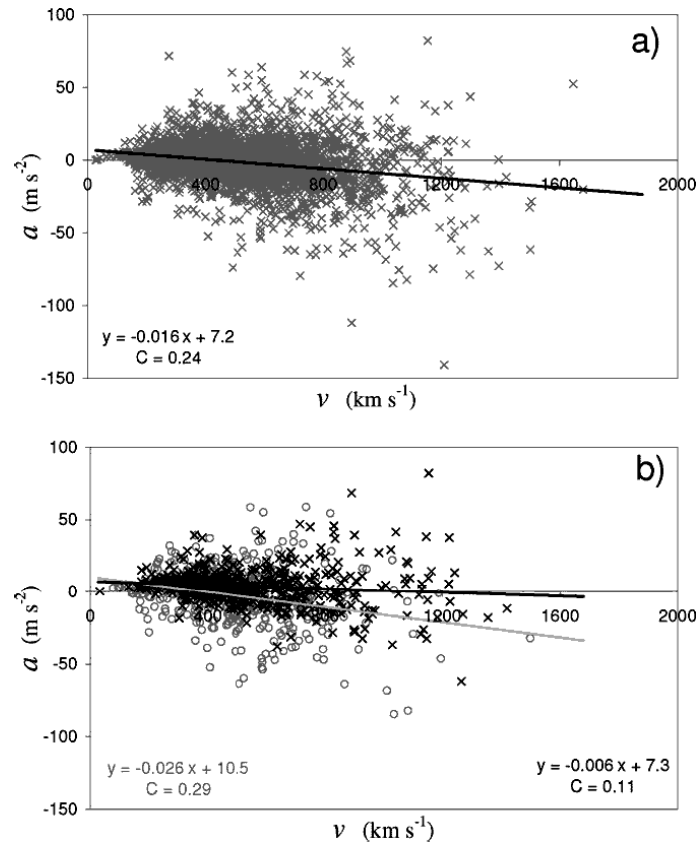 a)
100
50
0
-50
-100
-150
0 400 800 1200 1600 2000
a (m s⁻²)
y = -0.016 x + 7.2
C = 0.24
v (km s⁻¹)
b)
100
50
0
-50
-100
-150
0 400 800 1200 1600 2000
a (m s⁻²)
y = -0.026 x + 10.5
C = 0.29
y = -0.006 x + 7.3
C = 0.11
v (km s⁻¹)